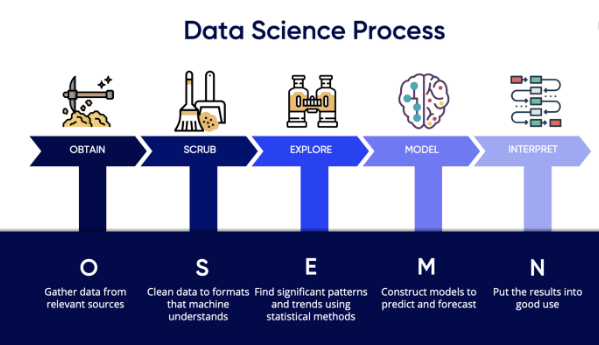 Data Science Process
OBTAIN
SCRUB
EXPLORE
MODEL
INTERPRET
O
Gather data from
relevant sources
S
Clean data to formats
that machine
understands
E
Find significant patterns
and trends using
statistical methods
M
Construct models to
predict and forecast
N
Put the results into
good use